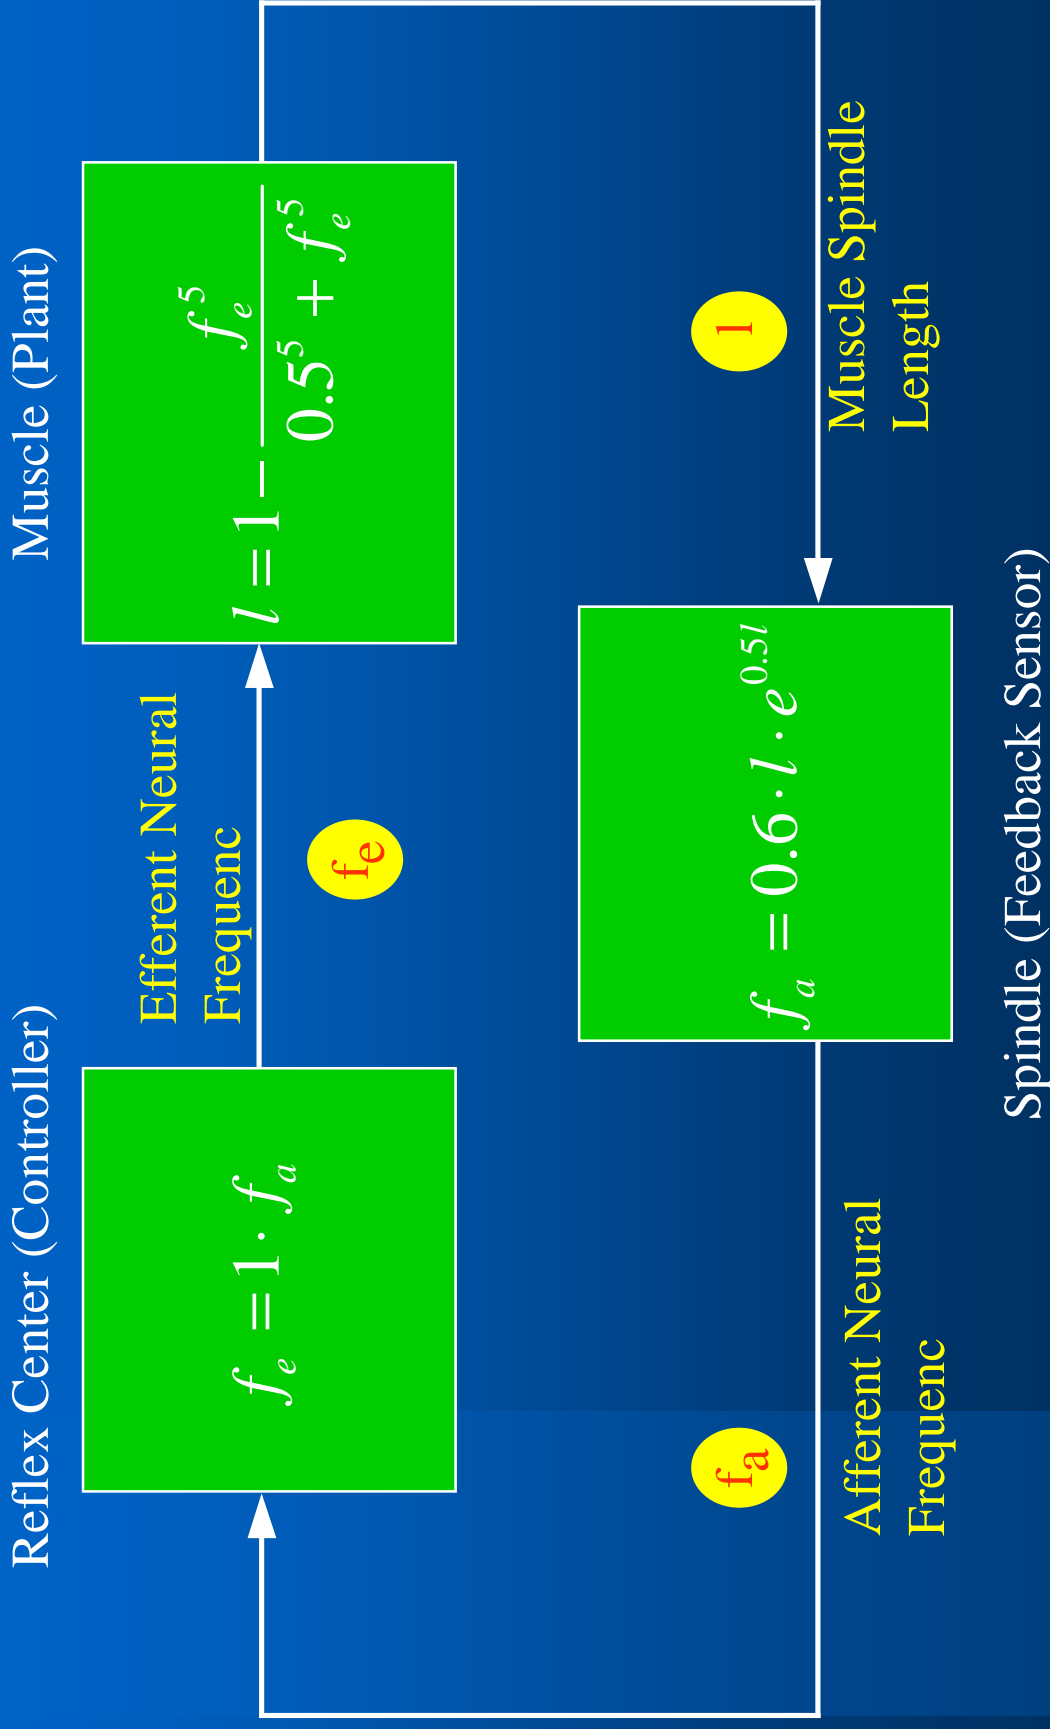 Reflex Center (Controller)
Muscle (Plant)
Efferent Neural
Frequenc
f_e = 1 · f_a
l = 1 − f_e^5 / (0.5^5 + f_e^5)
f_e
f_a
l
Afferent Neural
Frequenc
f_a = 0.6 · l · e^{0.5l}
Muscle Spindle
Length
Spindle (Feedback Sensor)